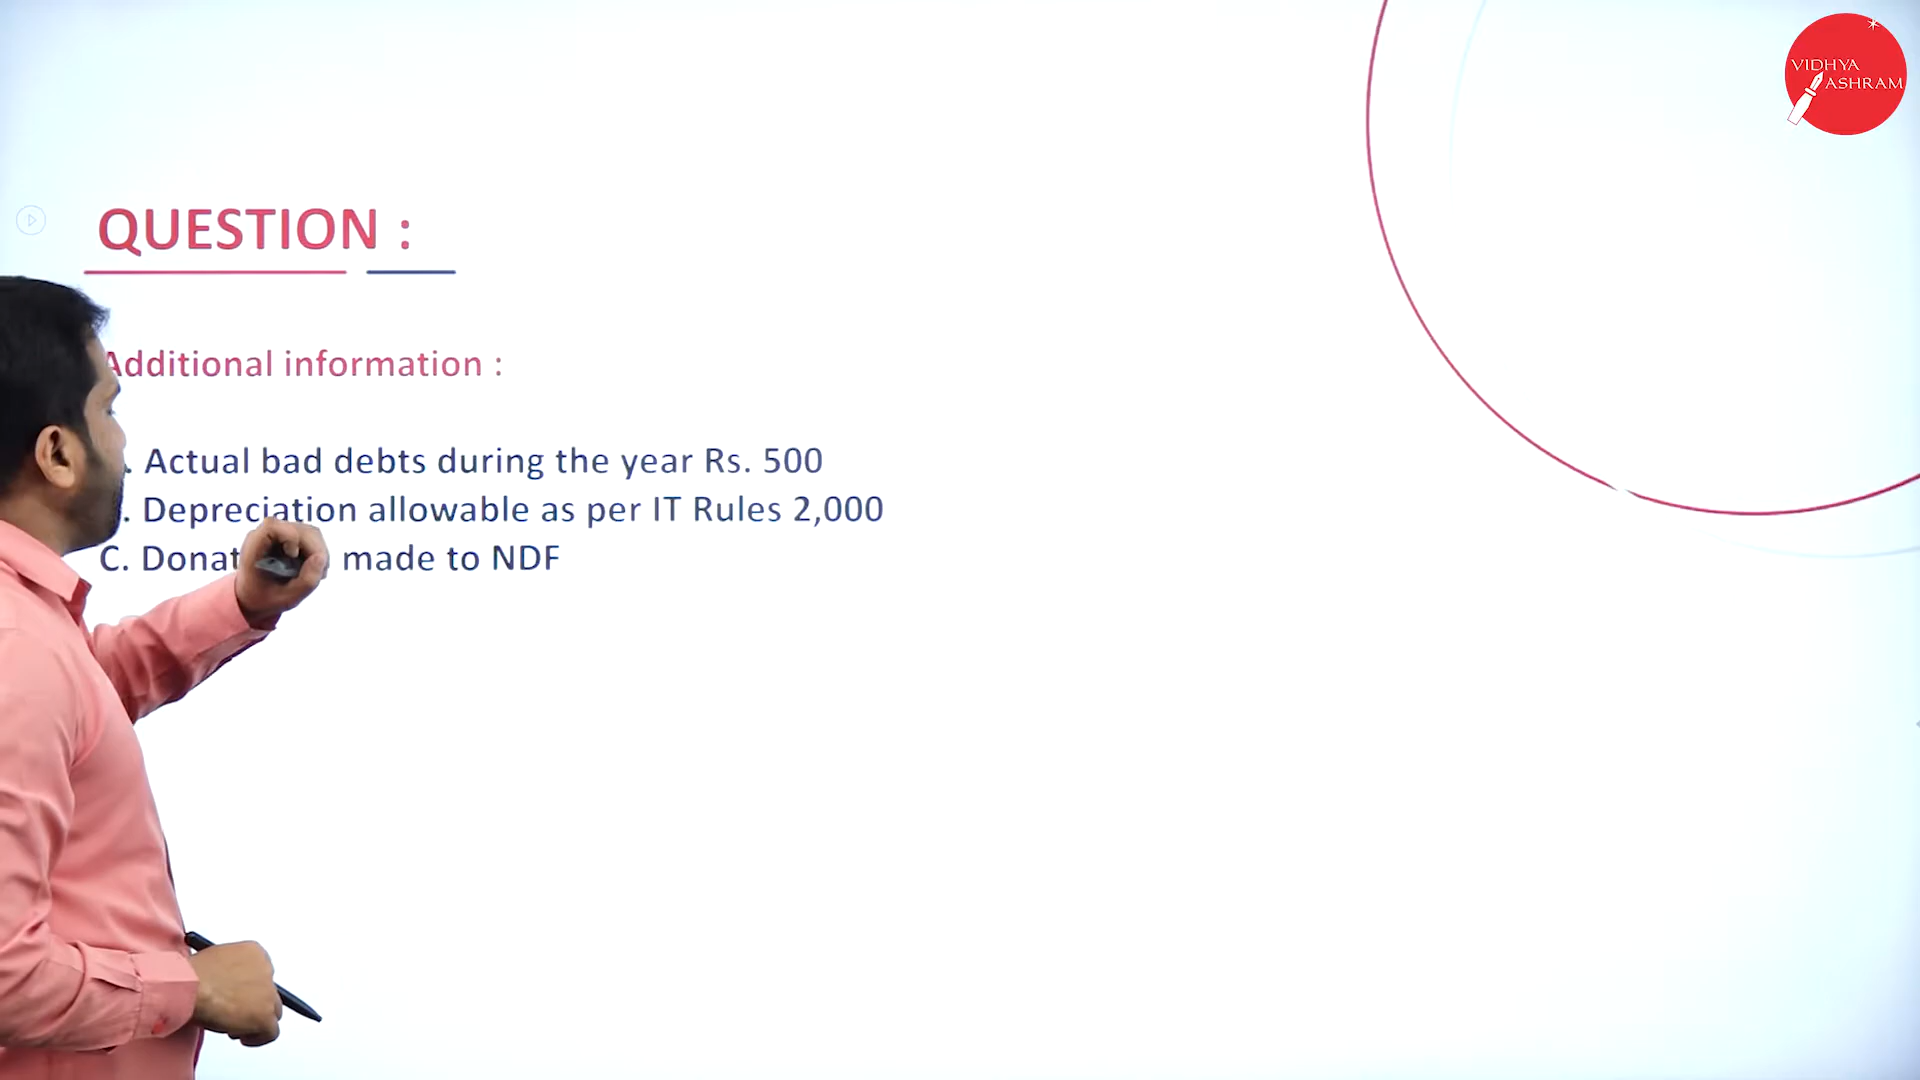 VIDHYA
ASHRAM
QUESTION :
Additional information :
. Actual bad debts during the year Rs. 500
. Depreciation allowable as per IT Rules 2,000
C. made to NDF